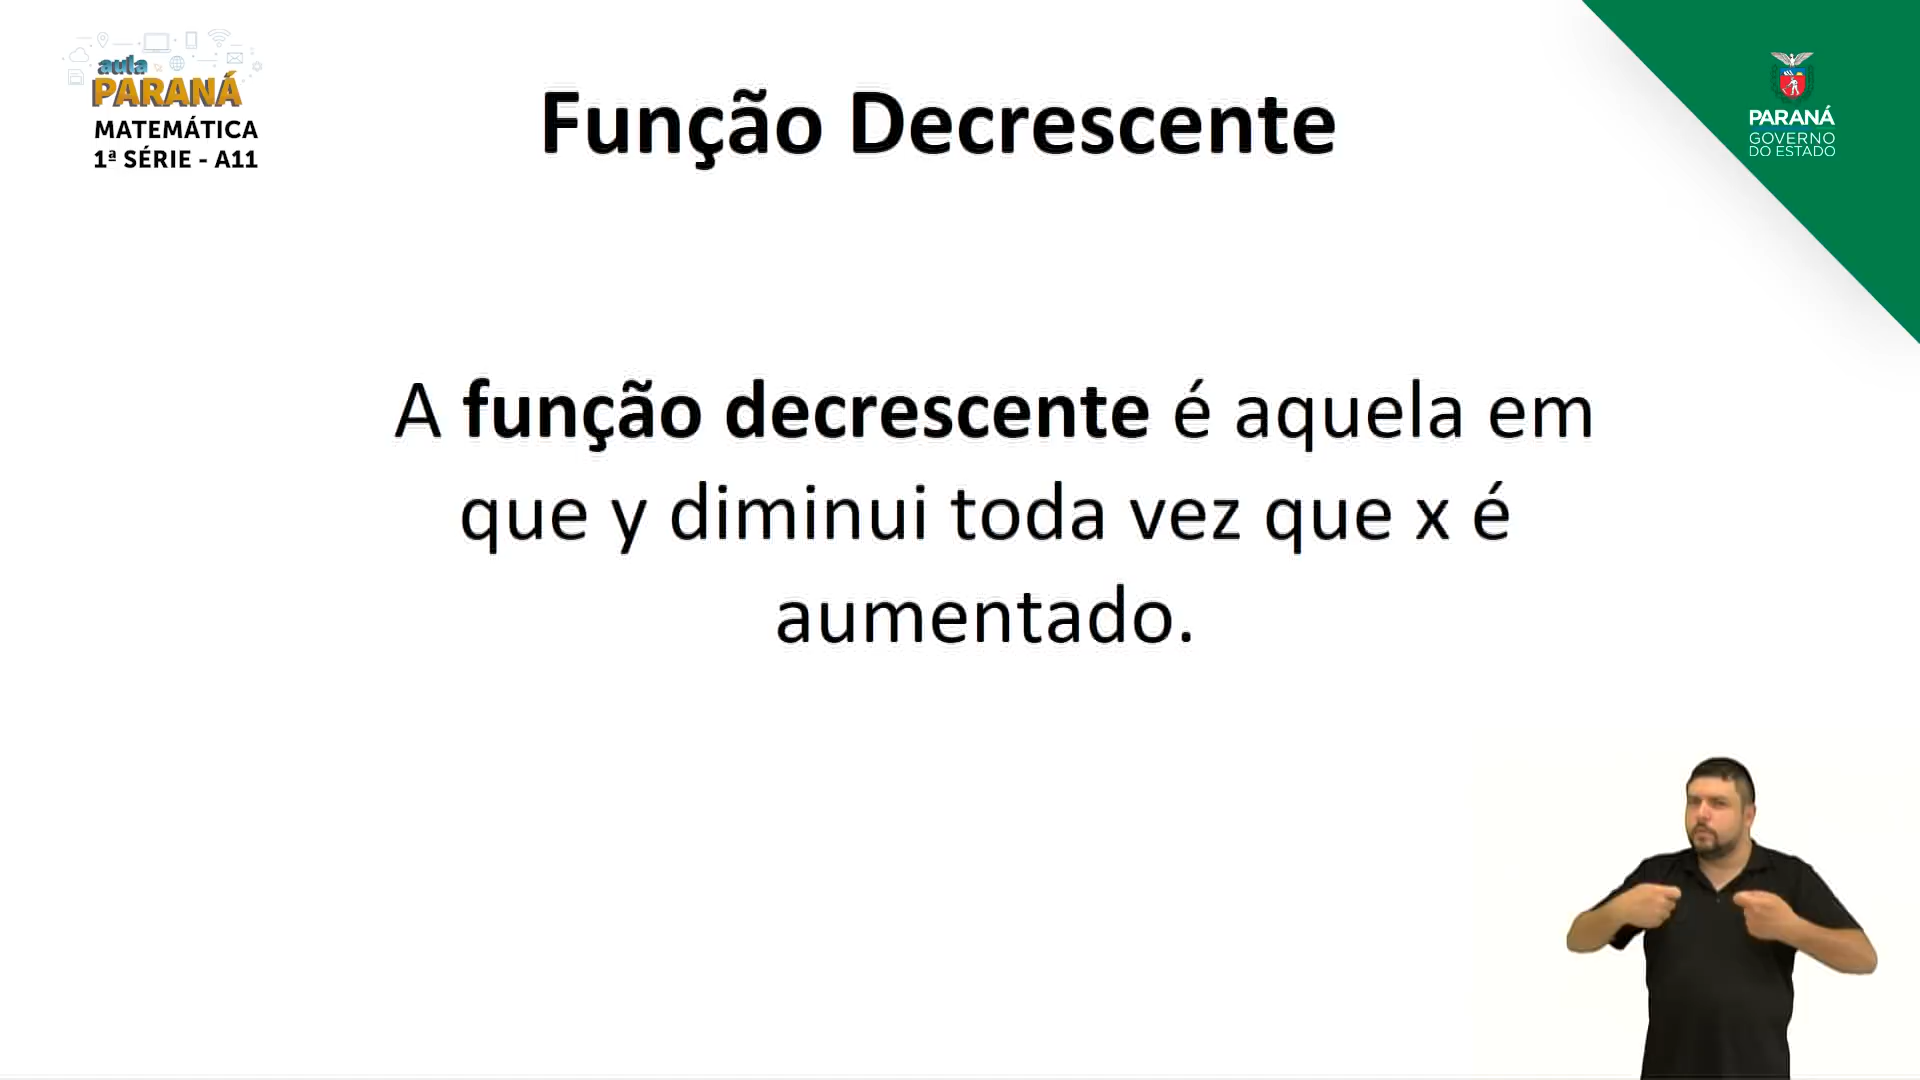 aula
PARANÁ
MATEMÁTICA
1ª SÉRIE - A11
Função Decrescente
PARANÁ
GOVERNO
DO ESTADO
A função decrescente é aquela em
que y diminui toda vez que x é
aumentado.